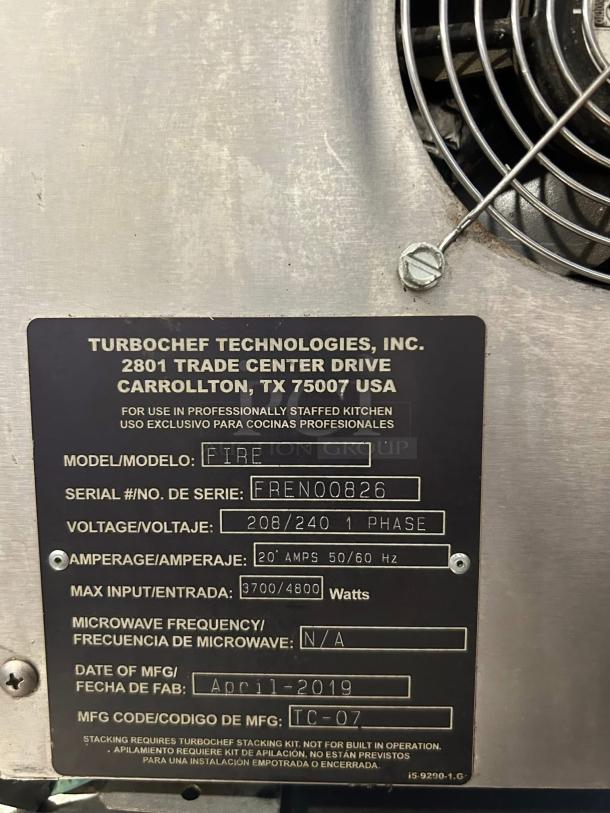 TURBOCHEF TECHNOLOGIES, INC.
2801 TRADE CENTER DRIVE
CARROLLTON, TX 75007 USA
FOR USE IN PROFESSIONALLY STAFFED KITCHEN
USO EXCLUSIVO PARA COCINAS PROFESIONALES
PCI
AUCTION GROUP
MODEL/MODELO: FIRE
SERIAL #/NO. DE SERIE: FREN00826
VOLTAGE/VOLTAJE: 208/240 1 PHASE
AMPERAGE/AMPERAJE: 20 AMPS 50/60 Hz
MAX INPUT/ENTRADA: 3700/4800 Watts
MICROWAVE FREQUENCY/
FRECUENCIA DE MICROWAVE: N/A
DATE OF MFG/
FECHA DE FAB: April-2019
MFG CODE/CODIGO DE MFG: TC-07
STACKING REQUIRES TURBOCHEF STACKING KIT. NOT FOR BUILT IN OPERATION.
APILAMIENTO REQUIERE KIT DE APILACIÓN, NO ESTÁN PREVISTOS
PARA UNA INSTALACIÓN EMPOTRADA O ENCERRADA.
i5-9290-1.G